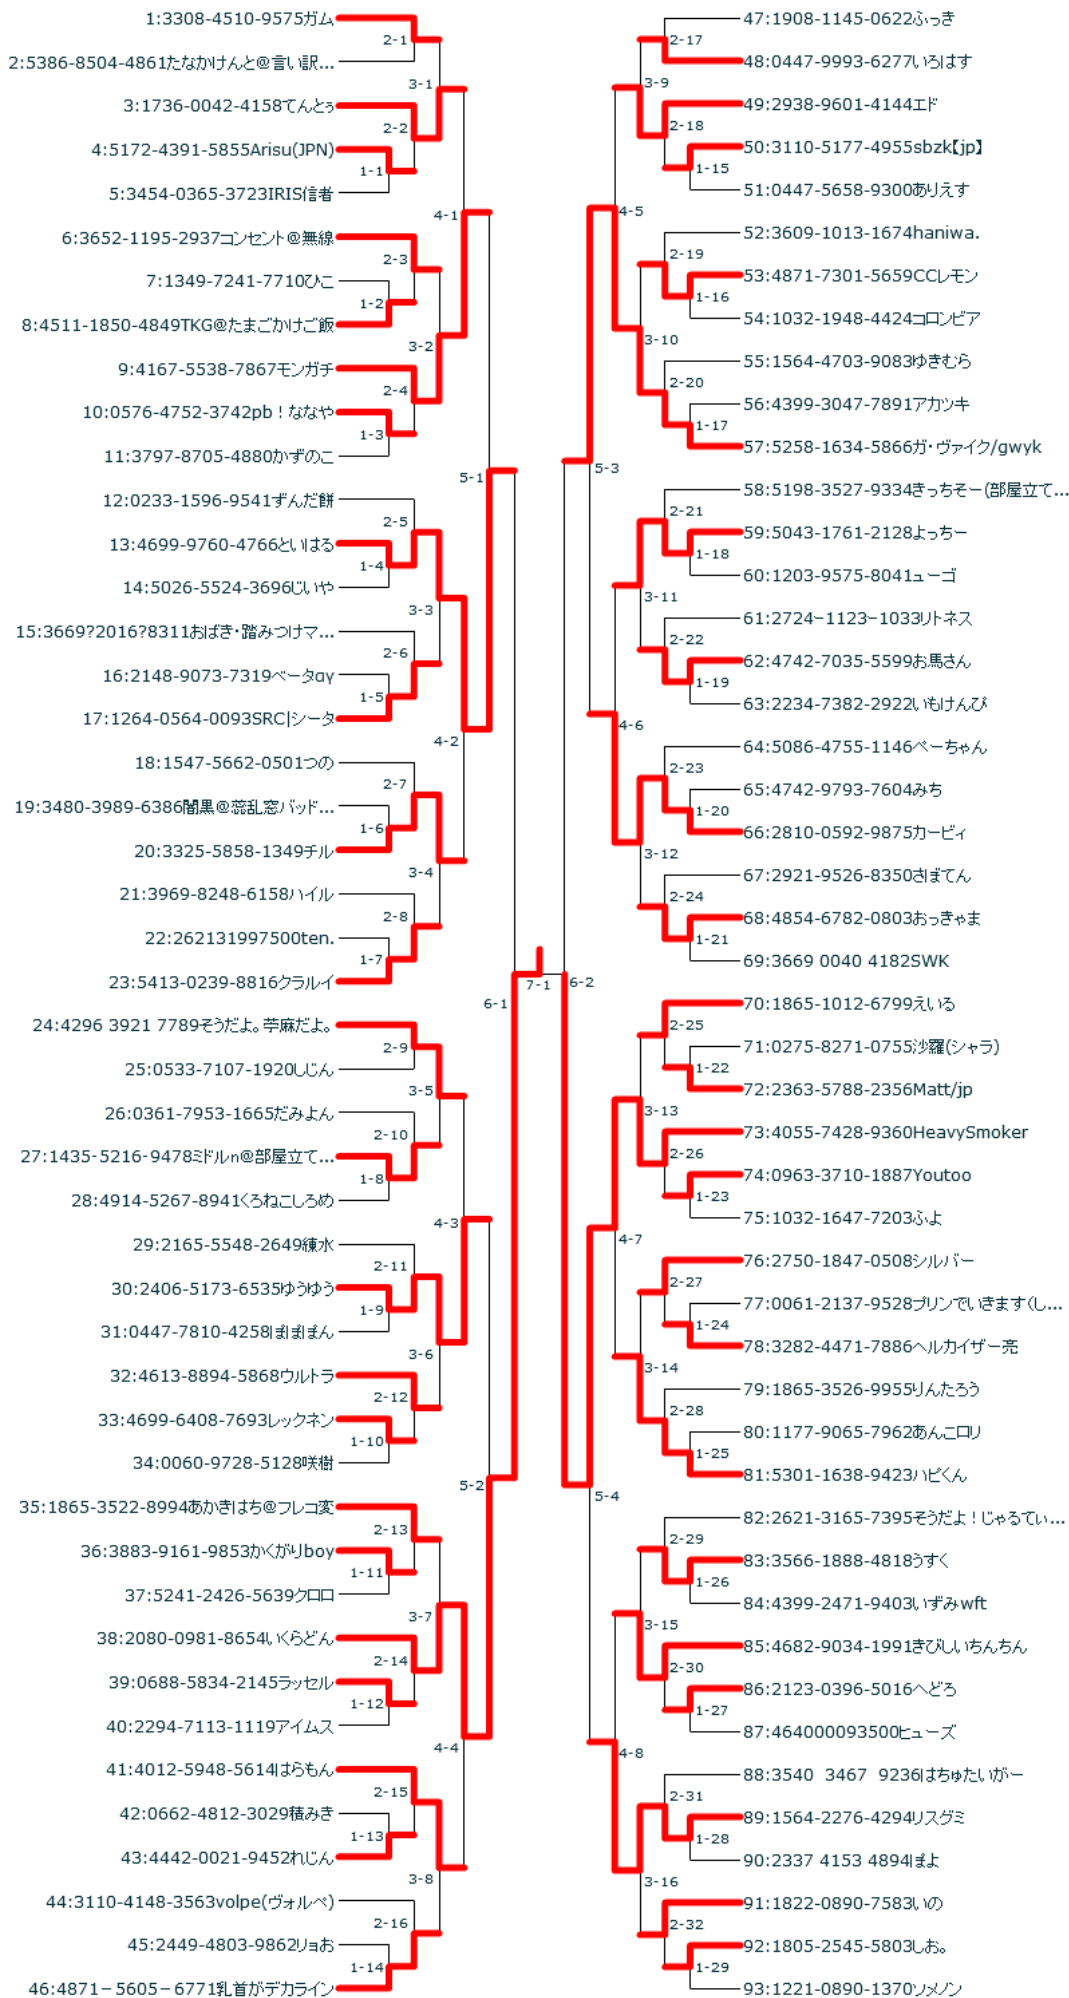 1:3308-4510-9575ガム
2-1
2:5386-8504-4861たなかけんと@言い訳...
3-1
3:1736-0042-4158てんとぅ
2-2
4:5172-4391-5855Arisu(JPN)
1-1
5:3454-0365-3723IRIS信者
4-1
6:3652-1195-2937コンセント@無線
2-3
7:1349-7241-7710ひこ
1-2
8:4511-1850-4849TKG@たまごかけご飯
3-2
9:4167-5538-7867モンガチ
2-4
10:0576-4752-3742pb！ななや
1-3
11:3797-8705-4880かずのこ
5-1
12:0233-1596-9541ずんだ餅
2-5
13:4699-9760-4766といはる
1-4
14:5026-5524-3696じいや
3-3
15:3669?2016?8311おばき・踏みつけマ...
2-6
16:2148-9073-7319ベータαγ
1-5
17:1264-0564-0093SRC|シータ
4-2
18:1547-5662-0501つの
2-7
19:3480-3989-6386闇黒@蕊乱窓バッド...
1-6
20:3325-5858-1349チル
3-4
21:3969-8248-6158ハイル
2-8
22:262131997500ten.
1-7
23:5413-0239-8816クラルイ
6-1
24:4296 3921 7789そうだよ。苧麻だよ。
2-9
25:0533-7107-1920しじん
3-5
26:0361-7953-1665だみよん
2-10
27:1435-5216-9478ミドルn@部屋立て...
1-8
28:4914-5267-8941くろねこしろめ
4-3
29:2165-5548-2649練水
2-11
30:2406-5173-6535ゆうゆう
1-9
31:0447-7810-4258ぽぽぽん
3-6
32:4613-8894-5868ウルトラ
2-12
33:4699-6408-7693レックネン
1-10
34:0060-9728-5128咲樹
5-2
35:1865-3522-8994あかきはち@フレコ変
2-13
36:3883-9161-9853かくがりboy
1-11
37:5241-2426-5639クロロ
3-7
38:2080-0981-8654いくらどん
2-14
39:0688-5834-2145ラッセル
1-12
40:2294-7113-1119アイムス
4-4
41:4012-5948-5614はらもん
2-15
42:0662-4812-3029積みき
1-13
43:4442-0021-9452れじん
3-8
44:3110-4148-3563volpe(ヴォルペ)
2-16
45:2449-4803-9862リョお
1-14
46:4871－5605－6771乳首がデカライン
7-1
47:1908-1145-0622ふっき
2-17
48:0447-9993-6277いろはす
3-9
49:2938-9601-4144エド
2-18
50:3110-5177-4955sbzk【jp】
1-15
51:0447-5658-9300ありえす
4-5
52:3609-1013-1674haniwa.
2-19
53:4871-7301-5659CCレモン
1-16
54:1032-1948-4424コロンビア
3-10
55:1564-4703-9083ゆきむら
2-20
56:4399-3047-7891アカツキ
1-17
57:5258-1634-5866ガ・ヴァイク/gwyk
5-3
58:5198-3527-9334きっちそー(部屋立て...
2-21
59:5043-1761-2128よっちー
1-18
60:1203-9575-8041ューゴ
3-11
61:2724−1123−1033リトネス
2-22
62:4742-7035-5599お馬さん
1-19
63:2234-7382-2922いもけんぴ
4-6
64:5086-4755-1146ぺーちゃん
2-23
65:4742-9793-7604みち
1-20
66:2810-0592-9875カービィ
3-12
67:2921-9526-8350さぼてん
2-24
68:4854-6782-0803おっきゃま
1-21
69:3669 0040 4182SWK
6-2
70:1865-1012-6799えいる
2-25
71:0275-8271-0755沙羅(シャラ)
1-22
72:2363-5788-2356Matt/jp
3-13
73:4055-7428-9360HeavySmoker
2-26
74:0963-3710-1887Youtoo
1-23
75:1032-1647-7203ふよ
4-7
76:2750-1847-0508シルバー
2-27
77:0061-2137-9528プリンでいきます(し...
1-24
78:3282-4471-7886ヘルカイザー亮
3-14
79:1865-3526-9955りんたろう
2-28
80:1177-9065-7962あんこロリ
1-25
81:5301-1638-9423ハピくん
5-4
82:2621-3165-7395そうだよ！じゃるてぃ...
2-29
83:3566-1888-4818うすく
1-26
84:4399-2471-9403いずみwft
3-15
85:4682-9034-1991きびしいちんちん
2-30
86:2123-0396-5016へどろ
1-27
87:464000093500ヒューズ
4-8
88:3540 3467 9236はちゅたいがー
2-31
89:1564-2276-4294リスグミ
1-28
90:2337 4153 4894ぽよ
3-16
91:1822-0890-7583いの
2-32
92:1805-2545-5803しお。
1-29
93:1221-0890-1370ソメノン